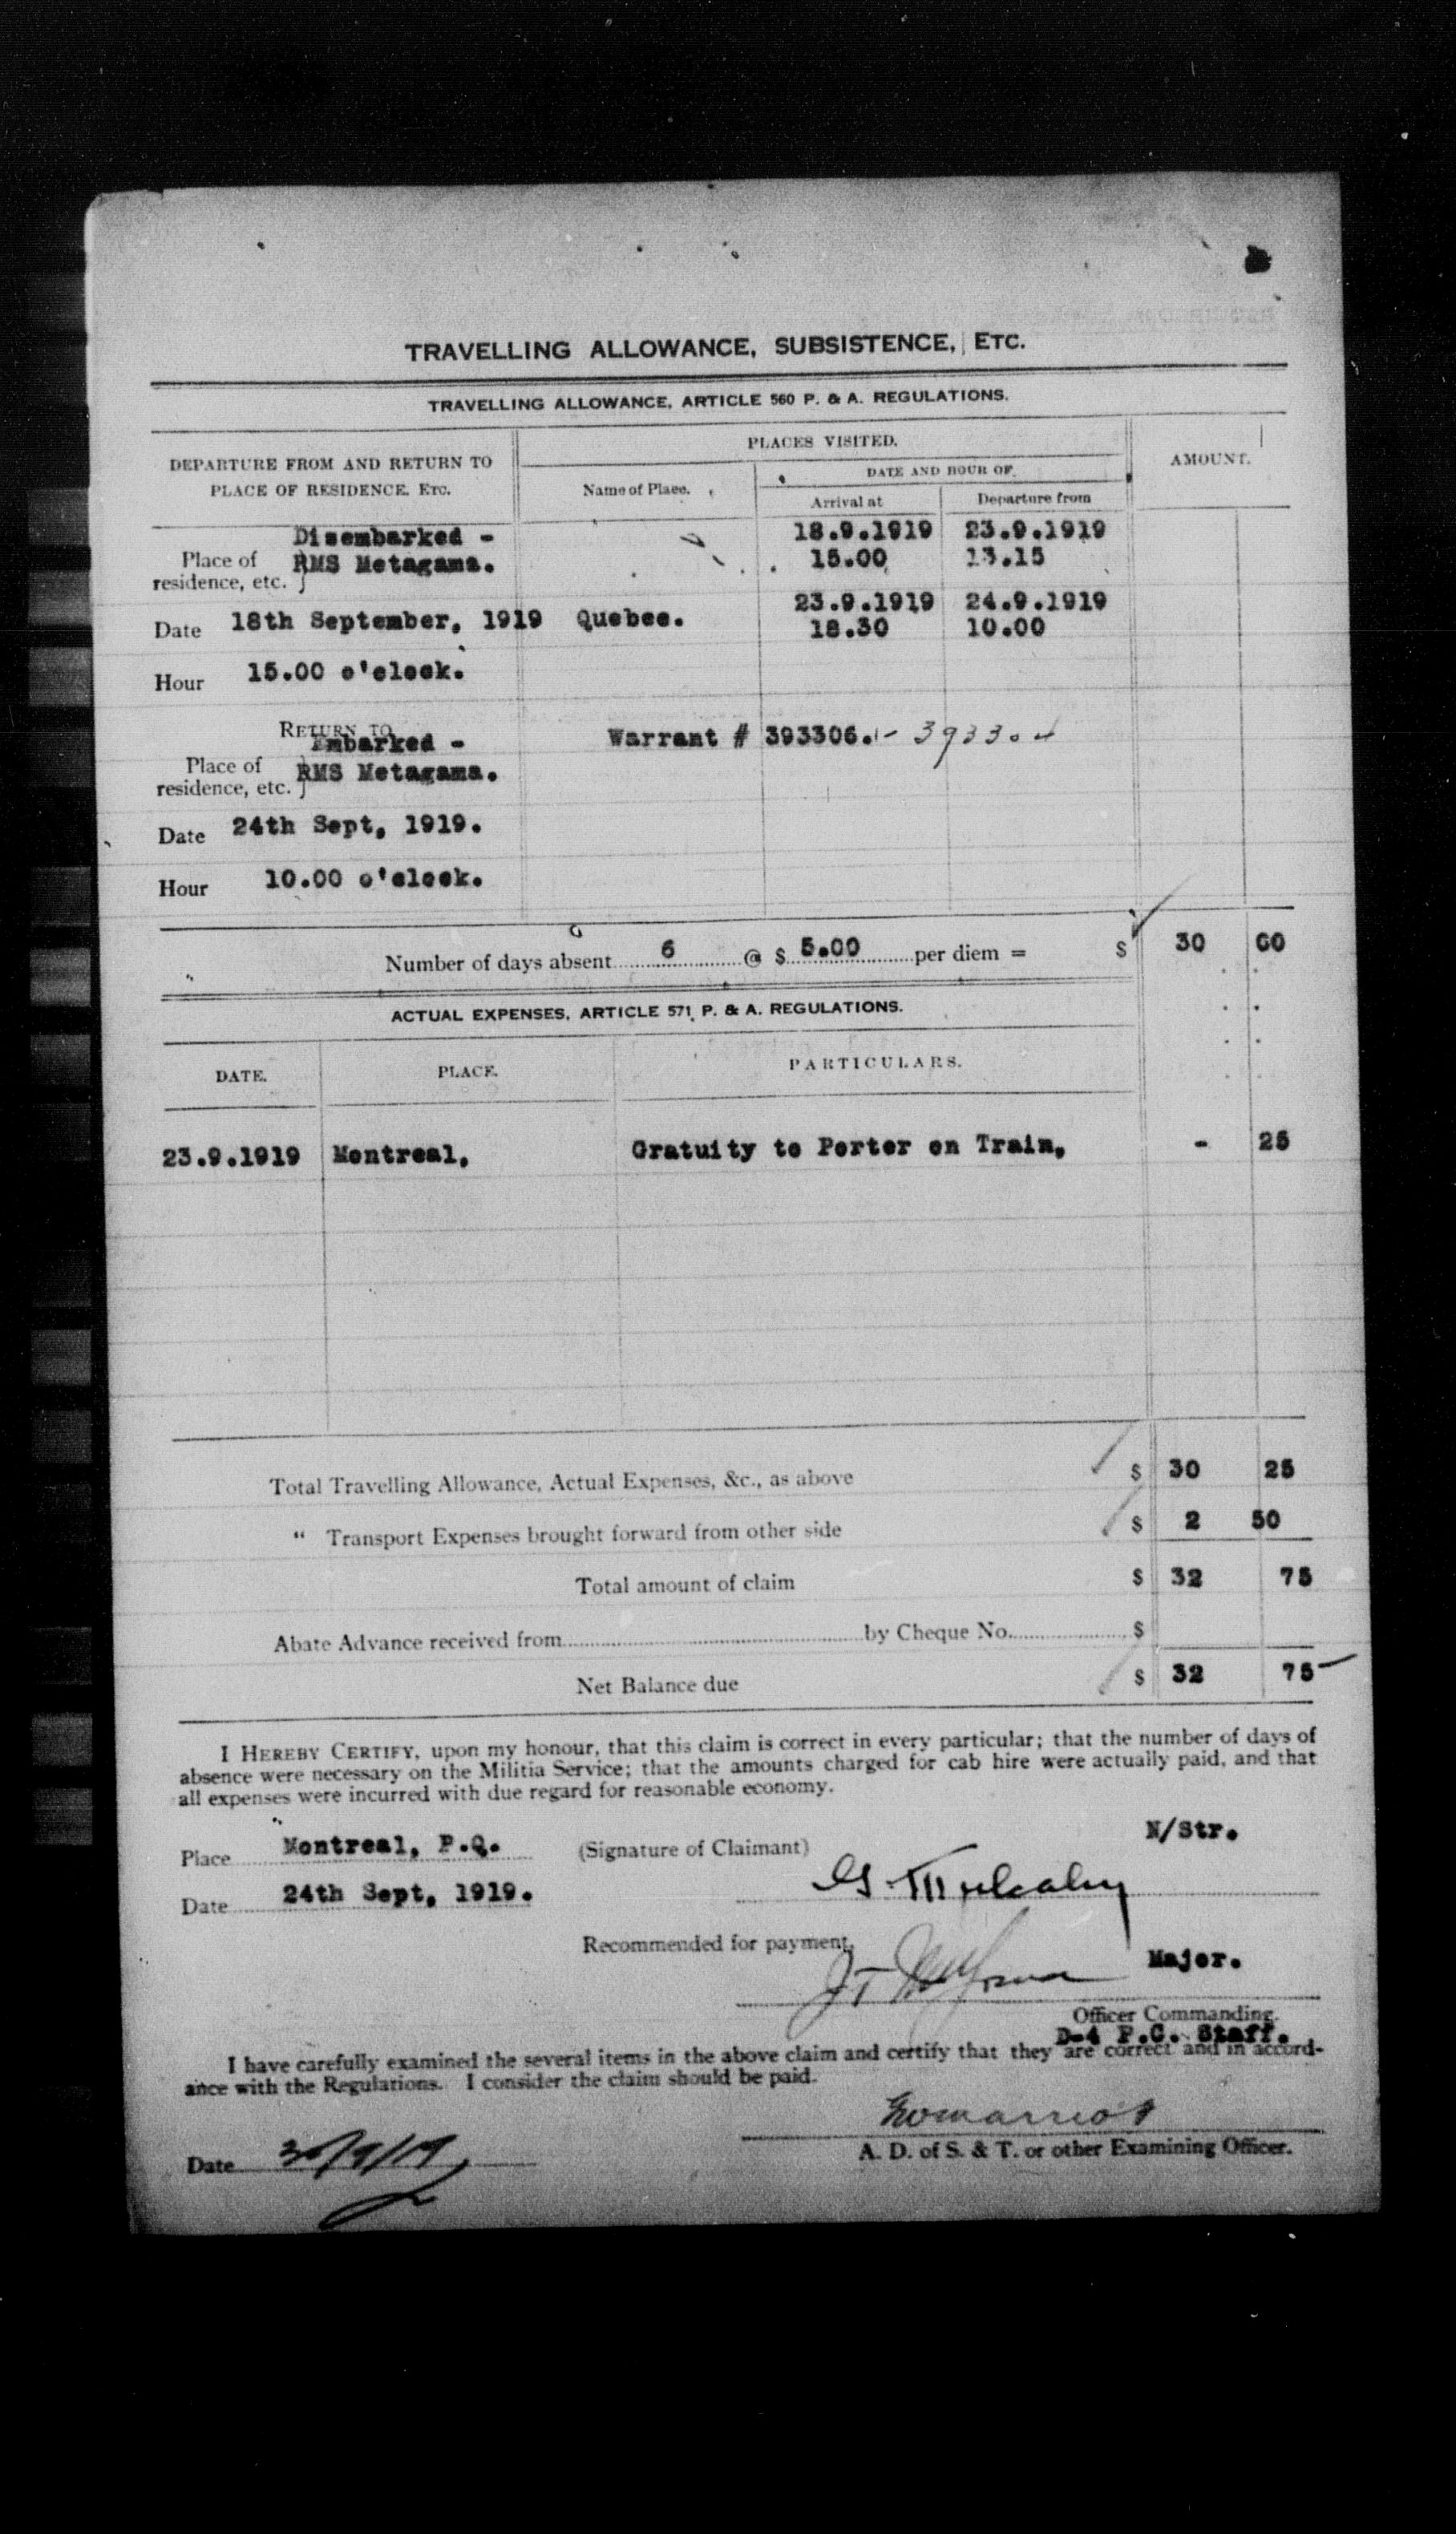 TRAVELLING ALLOWANCE, SUBSISTENCE, ETC.
TRAVELLING ALLOWANCE, ARTICLE 560 P. & A. REGULATIONS.
DEPARTURE FROM AND RETURN TO PLACE OF RESIDENCE. ETC.
PLACES VISITED.
AMOUNT.
Name of Place.
DATE AND HOUR OF
Arrival at
Departure from
Disembarked -
18.9.1919 23.9.1919
Place of residence, etc. } RMS Metagama.
15.00 13.15
23.9.1919 24.9.1919
Date 18th September, 1919 Quebec.
18.30 10.00
Hour 15.00 o'clock.
RETURN TO
Embarked -
Warrant # 393306. - 393304
Place of residence, etc. } RMS Metagama.
Date 24th Sept, 1919.
Hour 10.00 o'clock.
Number of days absent 6 @ $ 5.00 per diem = $ 30 00
ACTUAL EXPENSES, ARTICLE 571 P. & A. REGULATIONS.
DATE. PLACE. PARTICULARS.
23.9.1919 Montreal, Gratuity to Porter on Train, - 25
Total Travelling Allowance, Actual Expenses, &c., as above $ 30 25
" Transport Expenses brought forward from other side $ 2 50
Total amount of claim $ 32 75
Abate Advance received from by Cheque No. $
Net Balance due $ 32 75
I HEREBY CERTIFY, upon my honour, that this claim is correct in every particular; that the number of days of
absence were necessary on the Militia Service; that the amounts charged for cab hire were actually paid, and that
all expenses were incurred with due regard for reasonable economy.
N/Str.
Place Montreal, P.Q. (Signature of Claimant)
G. Mulcahy
Date 24th Sept, 1919.
Recommended for payment,
Major.
Officer Commanding.
D-4 P.C. Staff.
I have carefully examined the several items in the above claim and certify that they are correct and in accord-
ance with the Regulations. I consider the claim should be paid.
Date 30/9/19
A. D. of S. & T. or other Examining Officer.